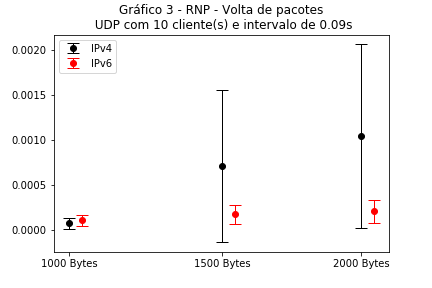 Gráfico 3 - RNP - Volta de pacotes
UDP com 10 cliente(s) e intervalo de 0.09s
IPv4
IPv6
0.0020
0.0015
0.0010
0.0005
0.0000
1000 Bytes
1500 Bytes
2000 Bytes